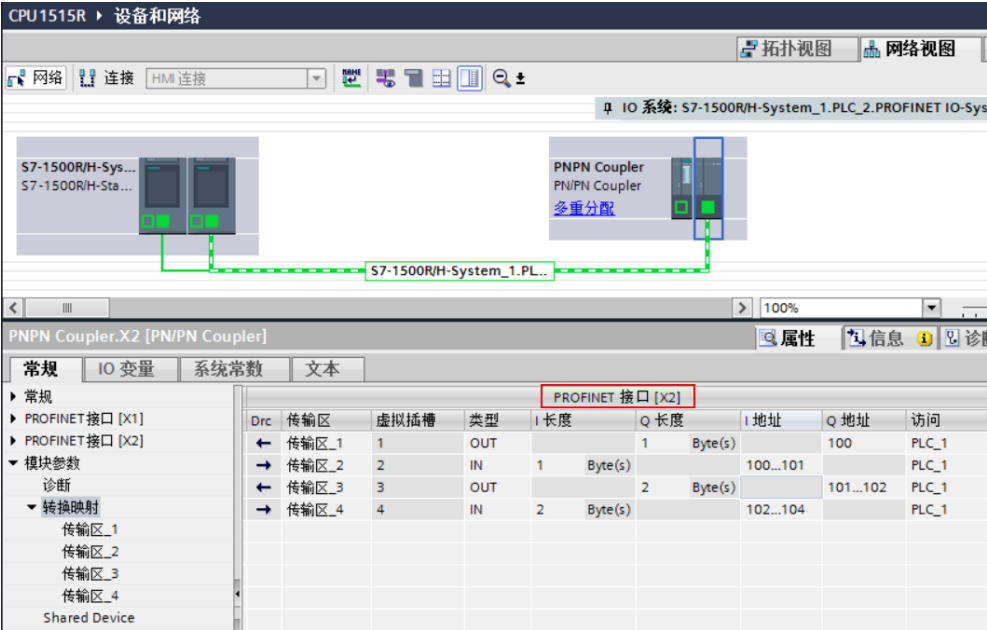 CPU1515R ▸ 设备和网络
拓扑视图 网络视图
网络 连接 HMI 连接
IO 系统: S7-1500R/H-System_1.PLC_2.PROFINET IO-Sys
S7-1500R/H-Sys...
S7-1500R/H-Sta...
PNPN Coupler
PN/PN Coupler
多重分配
S7-1500R/H-System_1.PL...
100%
PNPN Coupler.X2 [PN/PN Coupler]
属性 信息 诊断
常规 IO 变量 系统常数 文本
常规
PROFINET接口 [X1]
PROFINET接口 [X2]
模块参数
诊断
转换映射
传输区_1
传输区_2
传输区_3
传输区_4
Shared Device
PROFINET 接口 [X2]
Drc 传输区 虚拟插槽 类型 I 长度 Q 长度 I 地址 Q 地址 访问
← 传输区_1 1 OUT 1 Byte(s) 100 PLC_1
→ 传输区_2 2 IN 1 Byte(s) 100...101 PLC_1
← 传输区_3 3 OUT 2 Byte(s) 101...102 PLC_1
→ 传输区_4 4 IN 2 Byte(s) 102...104 PLC_1